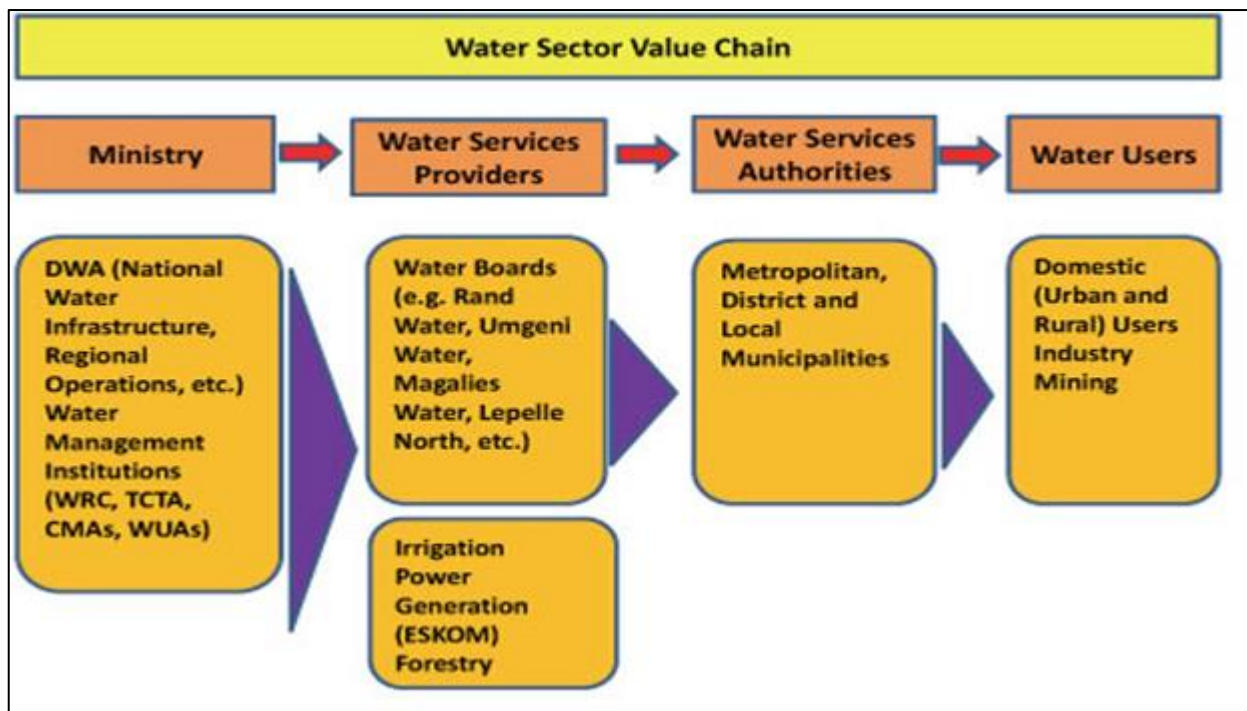 Water Sector Value Chain
Ministry
Water Services
Providers
Water Services
Authorities
Water Users
DWA (National
Water
Infrastructure,
Regional
Operations, etc.)
Water
Management
Institutions
(WRC, TCTA,
CMAs, WUAs)
Water Boards
(e.g. Rand
Water, Umgeni
Water,
Magalies
Water, Lepelle
North, etc.)
Irrigation
Power
Generation
(ESKOM)
Forestry
Metropolitan,
District and
Local
Municipalities
Domestic
(Urban and
Rural) Users
Industry
Mining